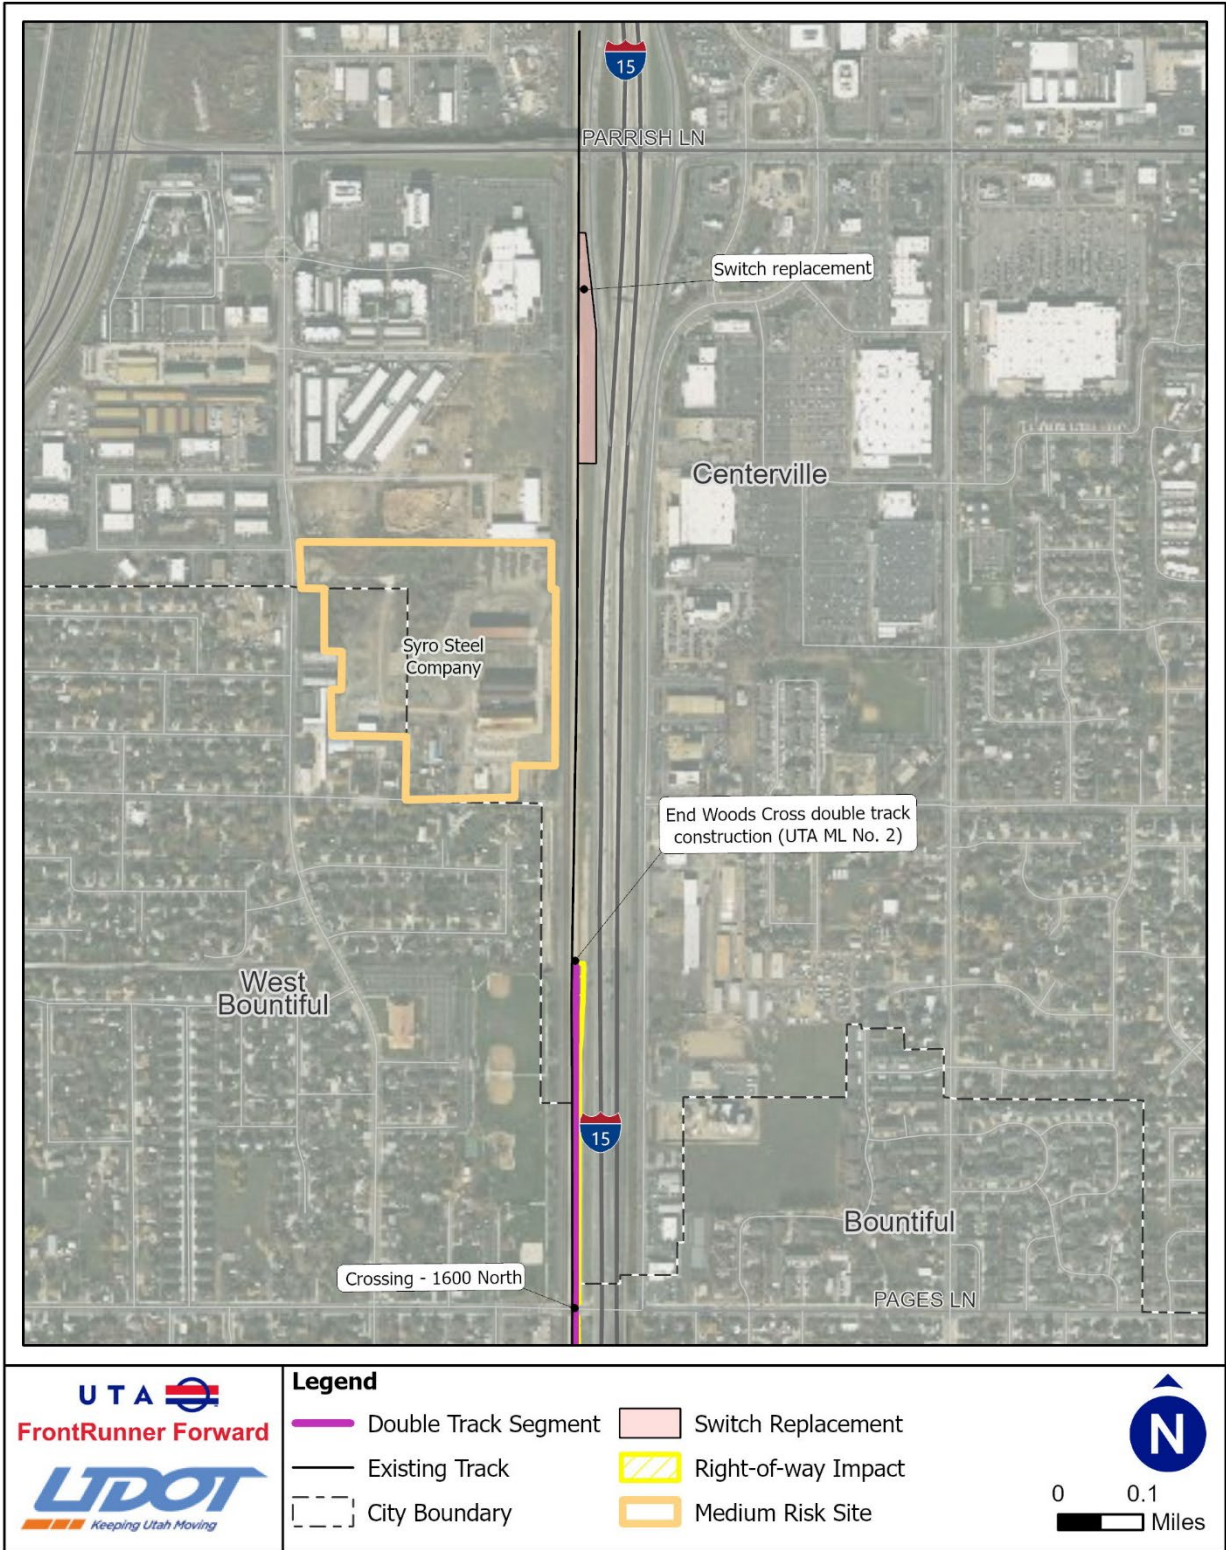 15
PARRISH LN
Switch replacement
Centerville
Syro Steel
Company
End Woods Cross double track
construction (UTA ML No. 2)
West
Bountiful
15
Bountiful
Crossing - 1600 North
PAGES LN
UTA
FrontRunner Forward
UDOT
Keeping Utah Moving
Legend
Double Track Segment
Existing Track
City Boundary
Switch Replacement
Right-of-way Impact
Medium Risk Site
N
0 0.1
Miles